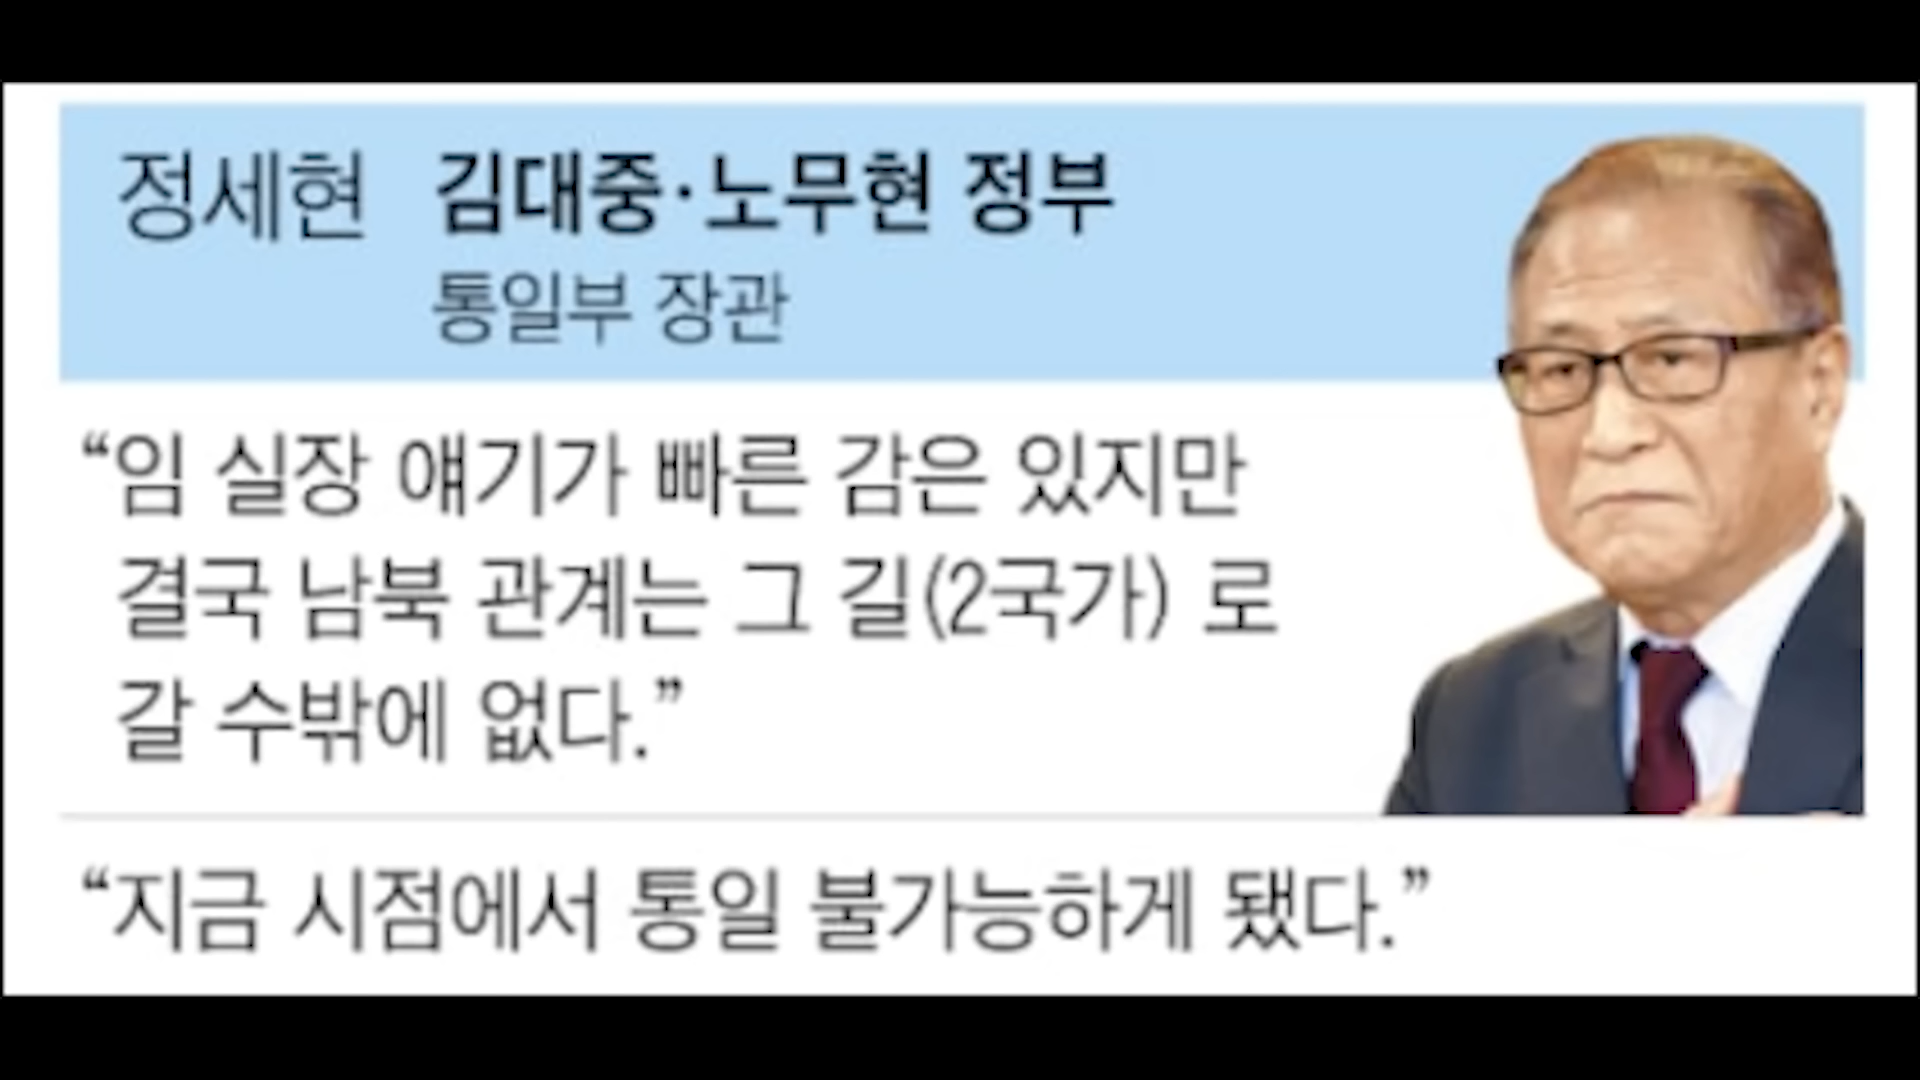 정세현 김대중·노무현 정부
통일부 장관
“임 실장 얘기가 빠른 감은 있지만
결국 남북 관계는 그 길(2국가) 로
갈 수밖에 없다.”
“지금 시점에서 통일 불가능하게 됐다.”